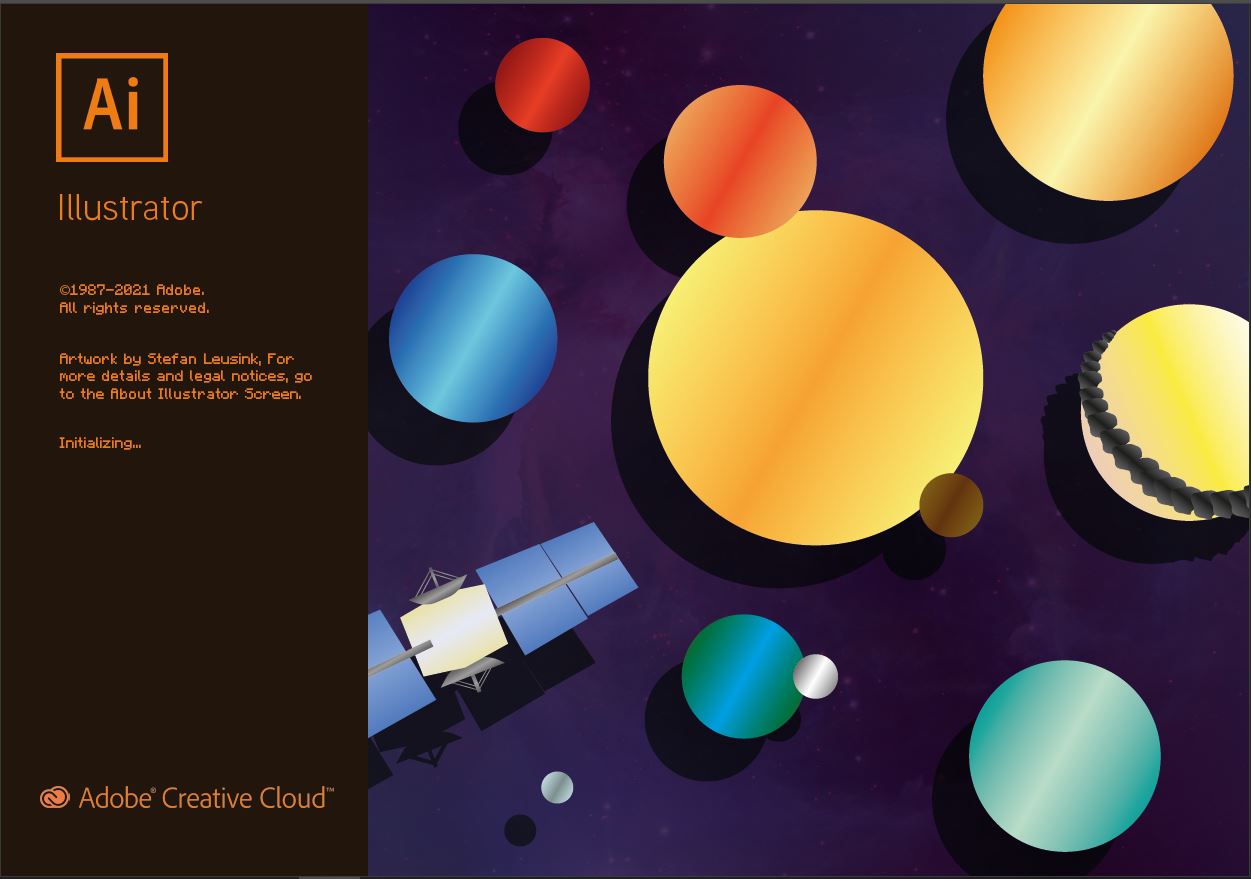 Ai
Illustrator
©1987-2021 Adobe.
All rights reserved.
Artwork by Stefan Leusink, For
more details and legal notices, go
to the About Illustrator Screen.
Initializing...
Adobe® Creative Cloud™